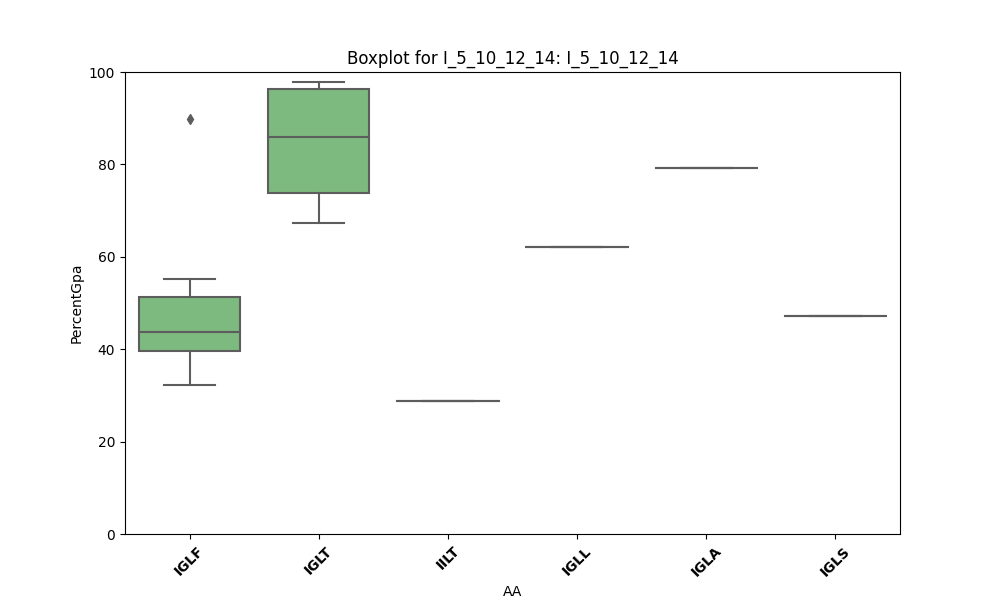 Boxplot for I_5_10_12_14: I_5_10_12_14
100
80
60
40
20
0
PercentGpa
IGLF
IGLT
IILT
IGLL
IGLA
IGLS
AA